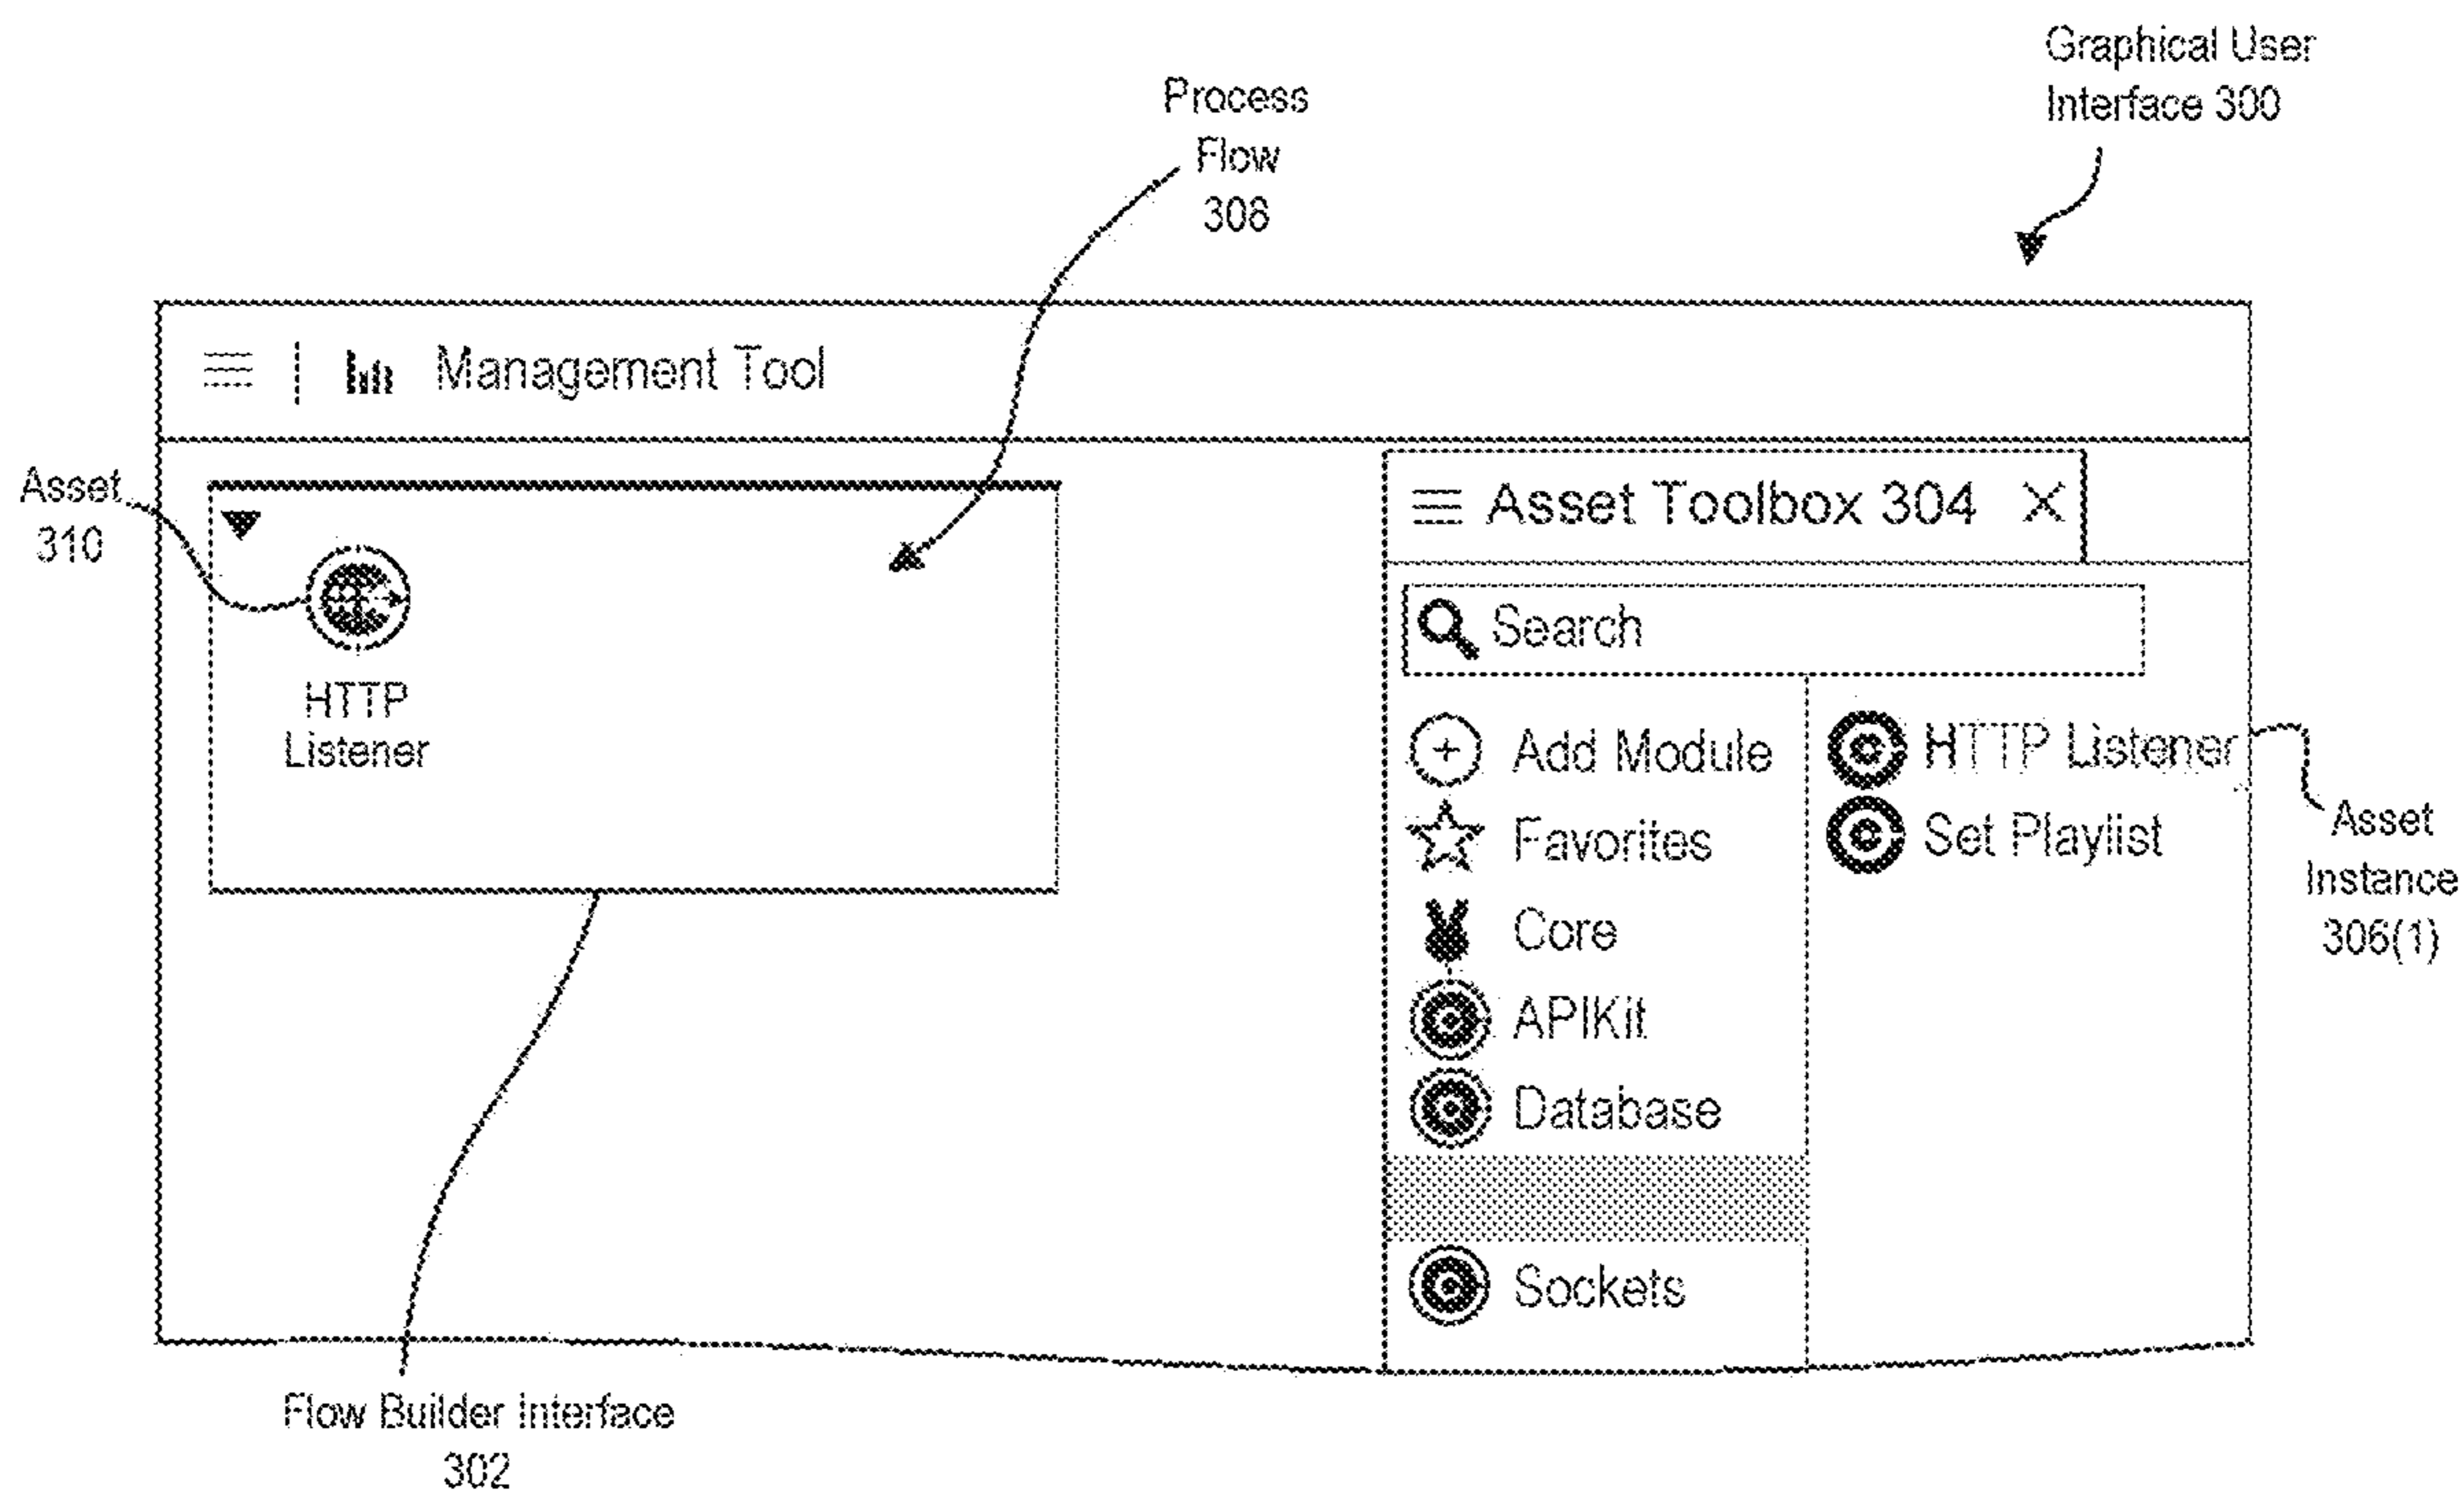 Graphical User
Interface 300
Process
Flow
308
Management Tool
Asset
310
HTTP
Listener
Asset Toolbox 304
Search
Add Module
Favorites
Core
APIKit
Database
Sockets
HTTP Listener
Set Playlist
Asset
Instance
306(1)
Flow Builder Interface
302